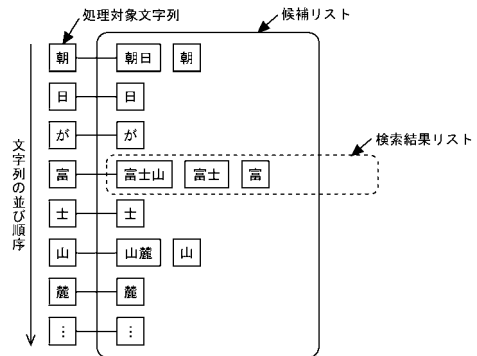 処理対象文字列
候補リスト
朝 朝日 朝
日 日
が が
検索結果リスト
富 富士山 富士 富
士 士
山 山麓 山
麓 麓
⋮ ⋮
文字列の並び順序